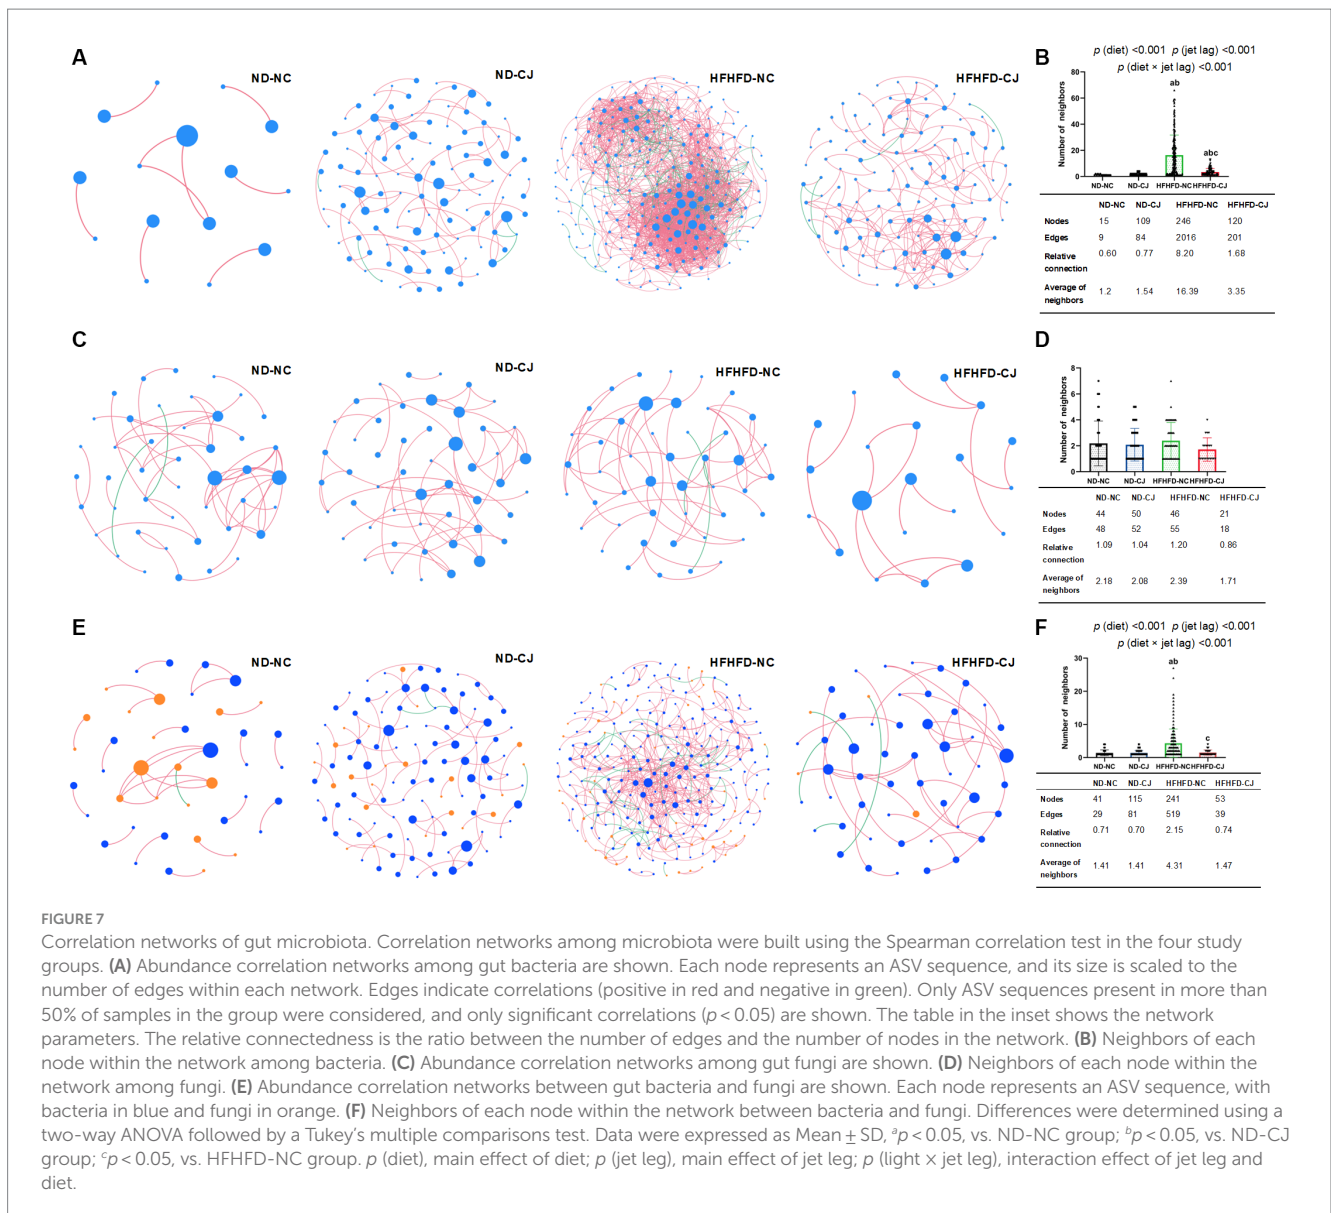 A
ND-NC
ND-CJ
HFHFD-NC
HFHFD-CJ
B
p (diet) <0.001 p (jet lag) <0.001
p (diet × jet lag) <0.001
Number of neighbors
80
60
40
20
0
ab
abc
ND-NC ND-CJ HFHFD-NC HFHFD-CJ
ND-NC ND-CJ HFHFD-NC HFHFD-CJ
Nodes 15 109 246 120
Edges 9 84 2016 201
Relative connection 0.60 0.77 8.20 1.68
Average of neighbors 1.2 1.54 16.39 3.35
C
ND-NC
ND-CJ
HFHFD-NC
HFHFD-CJ
D
Number of neighbors
8
6
4
2
0
ND-NC ND-CJ HFHFD-NC HFHFD-CJ
ND-NC ND-CJ HFHFD-NC HFHFD-CJ
Nodes 44 50 46 21
Edges 48 52 55 18
Relative connection 1.09 1.04 1.20 0.86
Average of neighbors 2.18 2.08 2.39 1.71
E
ND-NC
ND-CJ
HFHFD-NC
HFHFD-CJ
F
p (diet) <0.001 p (jet lag) <0.001
p (diet × jet lag) <0.001
Number of neighbors
30
20
10
0
ab
c
ND-NC ND-CJ HFHFD-NC HFHFD-CJ
ND-NC ND-CJ HFHFD-NC HFHFD-CJ
Nodes 41 115 241 53
Edges 29 81 519 39
Relative connection 0.71 0.70 2.15 0.74
Average of neighbors 1.41 1.41 4.31 1.47
FIGURE 7
Correlation networks of gut microbiota. Correlation networks among microbiota were built using the Spearman correlation test in the four study
groups. (A) Abundance correlation networks among gut bacteria are shown. Each node represents an ASV sequence, and its size is scaled to the
number of edges within each network. Edges indicate correlations (positive in red and negative in green). Only ASV sequences present in more than
50% of samples in the group were considered, and only significant correlations (p < 0.05) are shown. The table in the inset shows the network
parameters. The relative connectedness is the ratio between the number of edges and the number of nodes in the network. (B) Neighbors of each
node within the network among bacteria. (C) Abundance correlation networks among gut fungi are shown. (D) Neighbors of each node within the
network among fungi. (E) Abundance correlation networks between gut bacteria and fungi are shown. Each node represents an ASV sequence, with
bacteria in blue and fungi in orange. (F) Neighbors of each node within the network between bacteria and fungi. Differences were determined using a
two-way ANOVA followed by a Tukey's multiple comparisons test. Data were expressed as Mean ± SD, ᵃp < 0.05, vs. ND-NC group; ᵇp < 0.05, vs. ND-CJ
group; ᶜp < 0.05, vs. HFHFD-NC group. p (diet), main effect of diet; p (jet leg), main effect of jet leg; p (light × jet leg), interaction effect of jet leg and
diet.